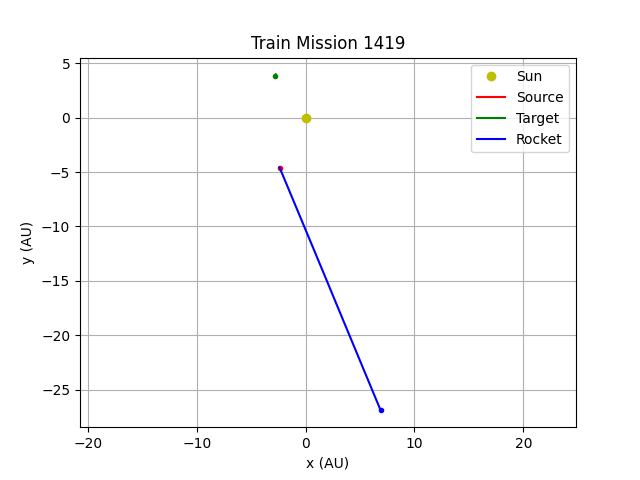 Train Mission 1419
Sun
Source
Target
Rocket
y (AU)
5
0
−5
−10
−15
−20
−25
−20
−10
0
10
20
x (AU)